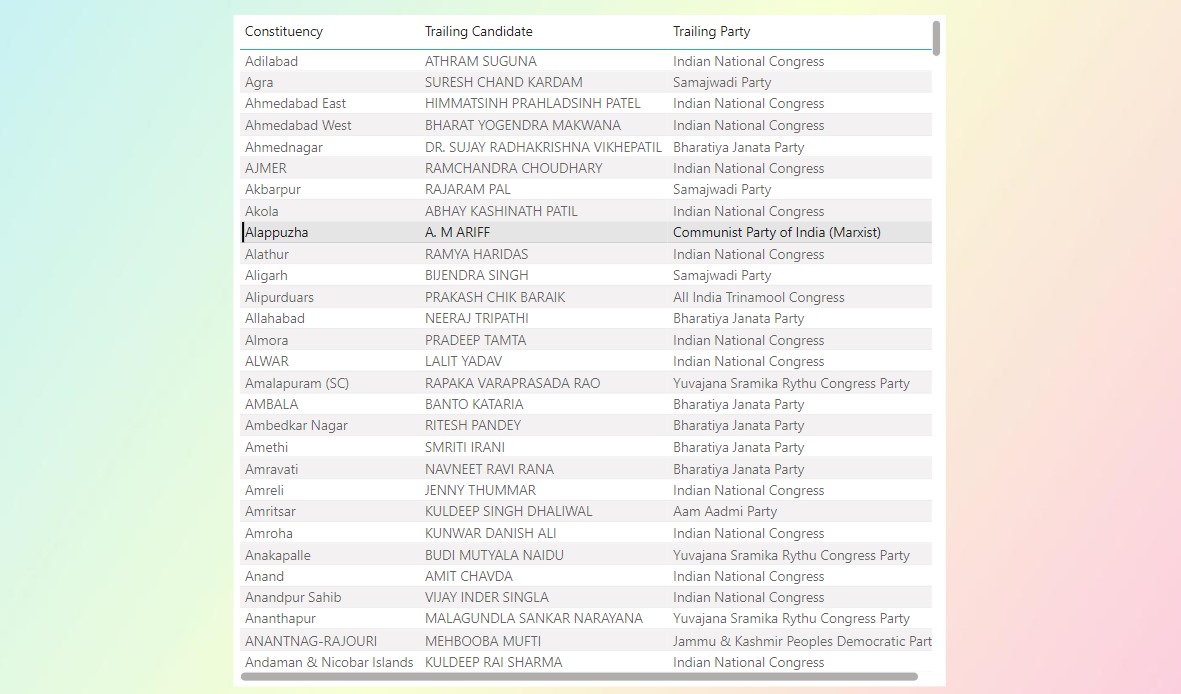 Constituency Trailing Candidate Trailing Party
Adilabad ATHRAM SUGUNA Indian National Congress
Agra SURESH CHAND KARDAM Samajwadi Party
Ahmedabad East HIMMATSINH PRAHLADSINH PATEL Indian National Congress
Ahmedabad West BHARAT YOGENDRA MAKWANA Indian National Congress
Ahmednagar DR. SUJAY RADHAKRISHNA VIKHEPATIL Bharatiya Janata Party
AJMER RAMCHANDRA CHOUDHARY Indian National Congress
Akbarpur RAJARAM PAL Samajwadi Party
Akola ABHAY KASHINATH PATIL Indian National Congress
Alappuzha A. M ARIFF Communist Party of India (Marxist)
Alathur RAMYA HARIDAS Indian National Congress
Aligarh BIJENDRA SINGH Samajwadi Party
Alipurduars PRAKASH CHIK BARAIK All India Trinamool Congress
Allahabad NEERAJ TRIPATHI Bharatiya Janata Party
Almora PRADEEP TAMTA Indian National Congress
ALWAR LALIT YADAV Indian National Congress
Amalapuram (SC) RAPAKA VARAPRASADA RAO Yuvajana Sramika Rythu Congress Party
AMBALA BANTO KATARIA Bharatiya Janata Party
Ambedkar Nagar RITESH PANDEY Bharatiya Janata Party
Amethi SMRITI IRANI Bharatiya Janata Party
Amravati NAVNEET RAVI RANA Bharatiya Janata Party
Amreli JENNY THUMMAR Indian National Congress
Amritsar KULDEEP SINGH DHALIWAL Aam Aadmi Party
Amroha KUNWAR DANISH ALI Indian National Congress
Anakapalle BUDI MUTYALA NAIDU Yuvajana Sramika Rythu Congress Party
Anand AMIT CHAVDA Indian National Congress
Anandpur Sahib VIJAY INDER SINGLA Indian National Congress
Ananthapur MALAGUNDLA SANKAR NARAYANA Yuvajana Sramika Rythu Congress Party
ANANTNAG-RAJOURI MEHBOOBA MUFTI Jammu & Kashmir Peoples Democratic Part
Andaman & Nicobar Islands KULDEEP RAI SHARMA Indian National Congress